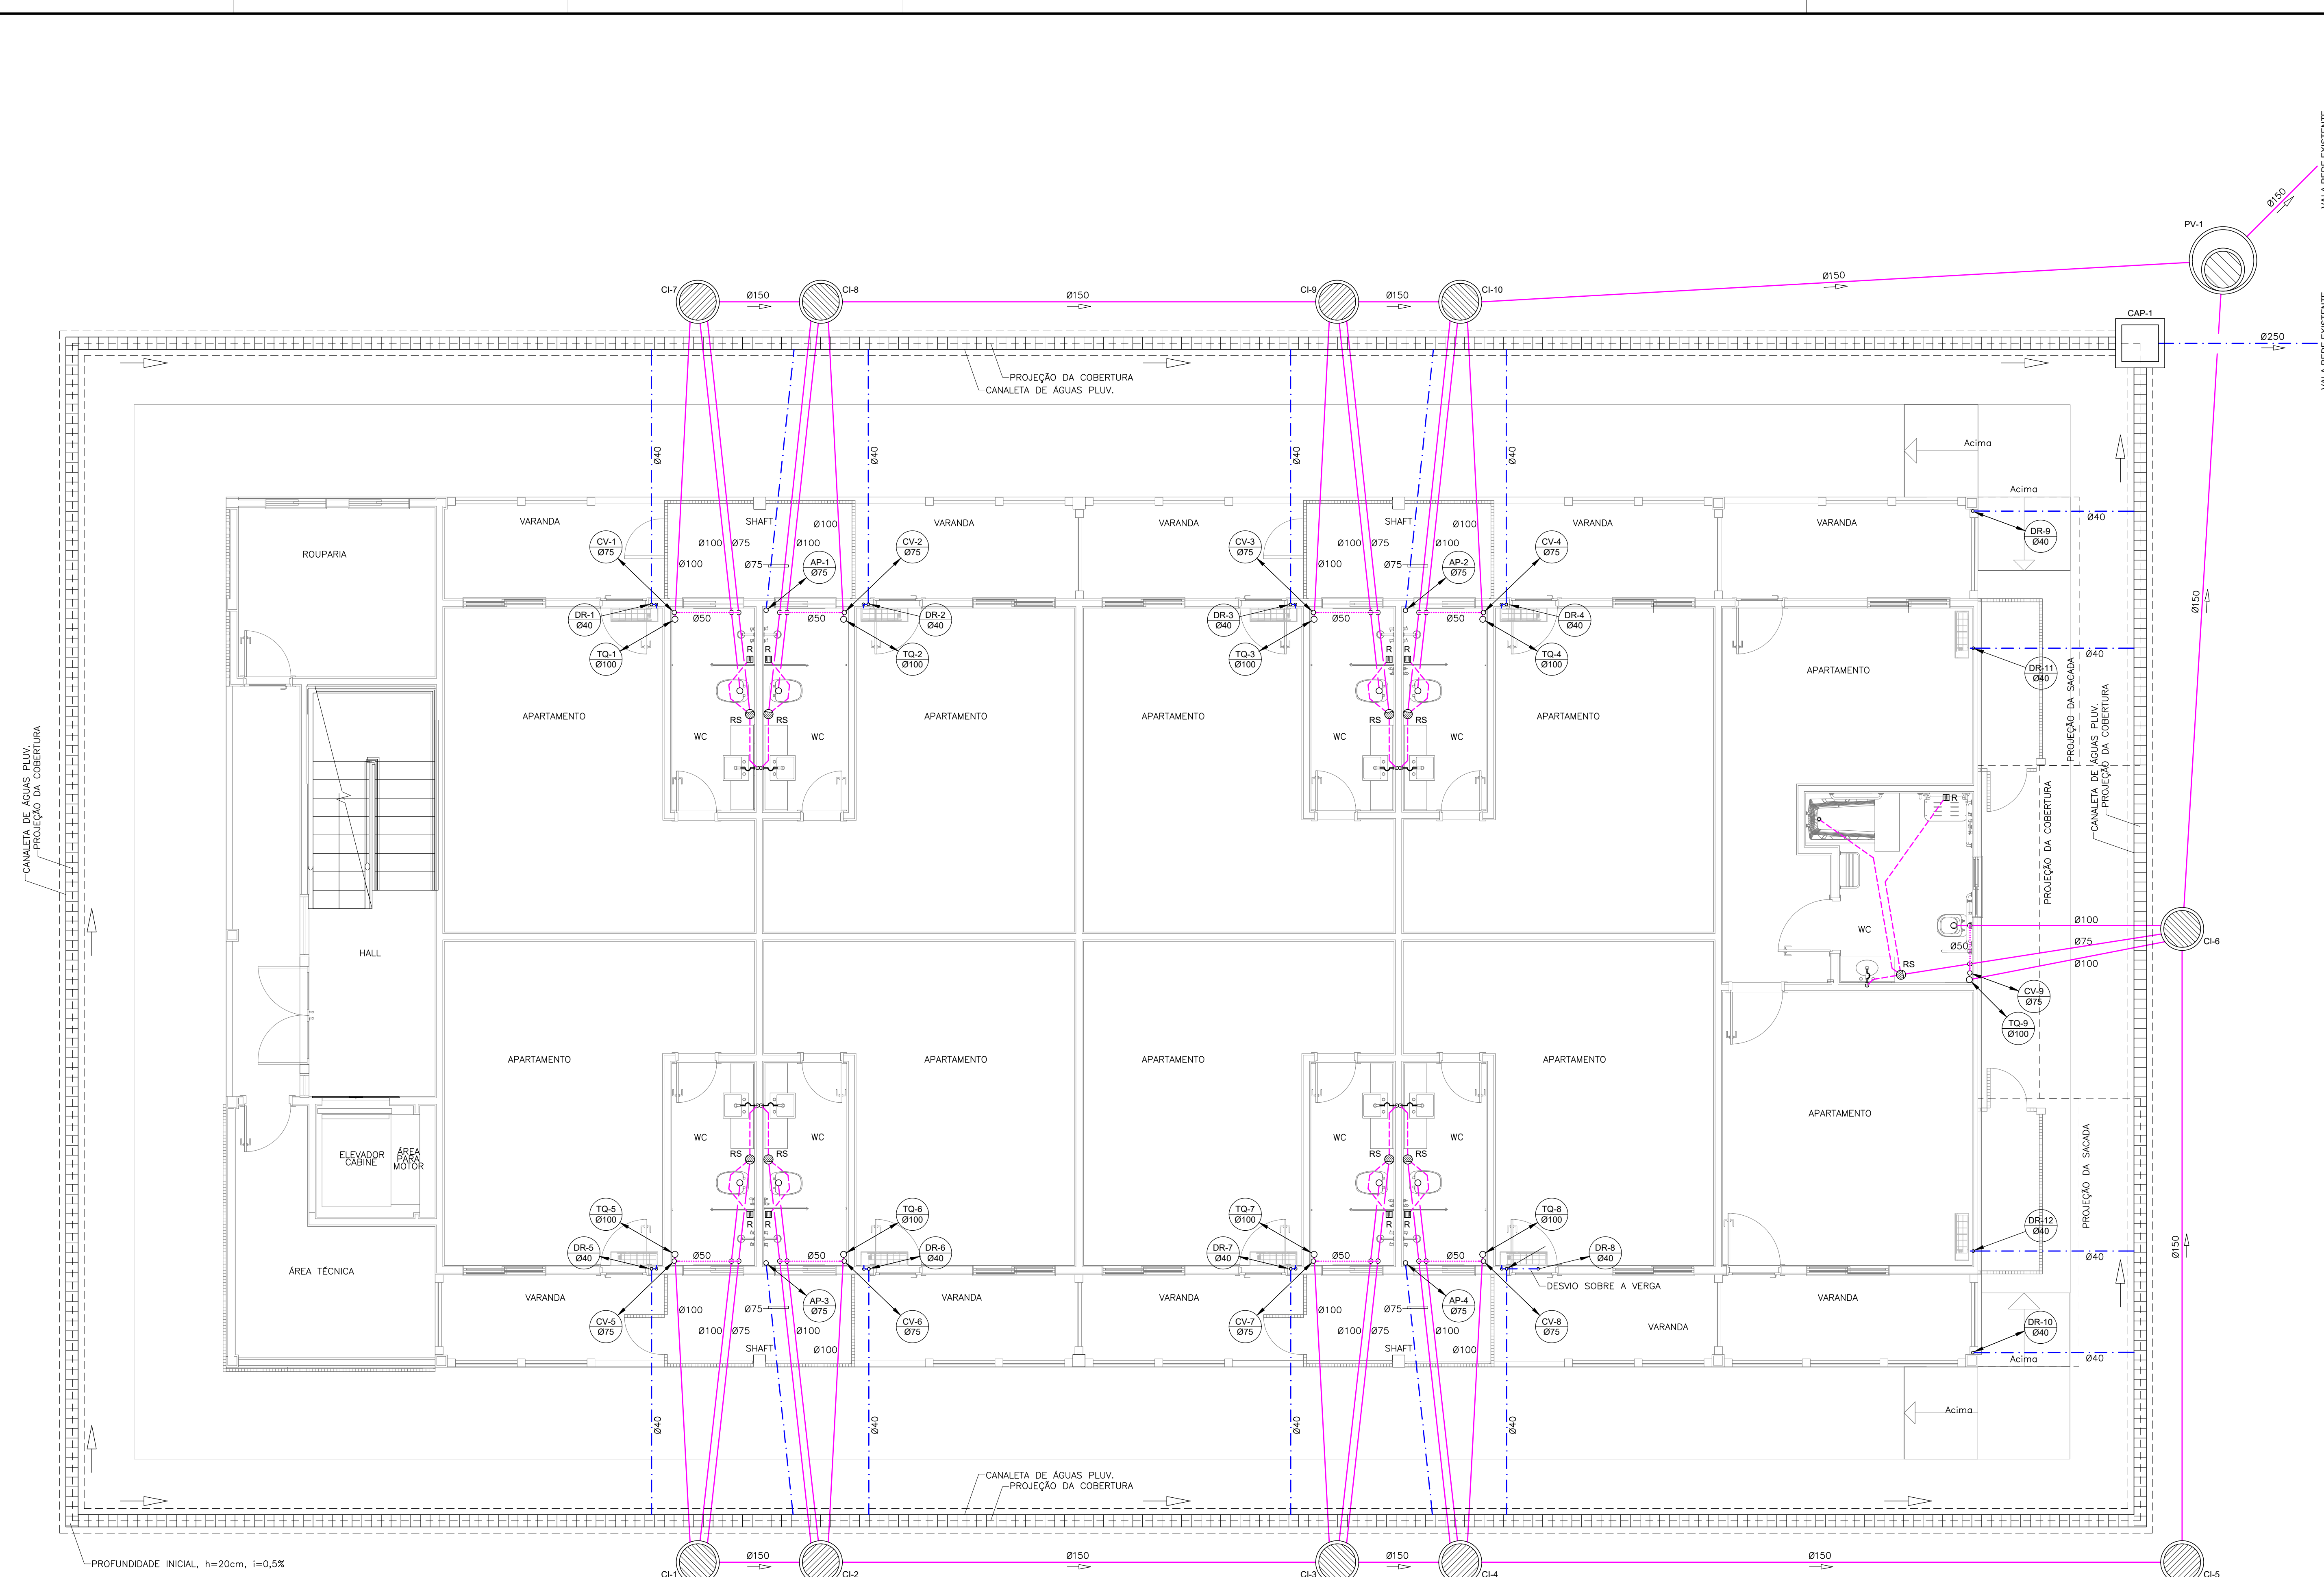 VALA REDE EXISTENTE
Ø150
PV-1
Ø150
CI-7
Ø150
CI-8
Ø150
CI-9
Ø150
CI-10
CAP-1
Ø250
VALA REDE EXISTENTE
PROJEÇÃO DA COBERTURA
CANALETA DE ÁGUAS PLUV.
Ø40
Ø40
Ø40
Ø40
Acima
Acima
Ø40
DR-9
Ø40
VARANDA
SHAFT
Ø100
VARANDA
VARANDA
SHAFT
Ø100
VARANDA
VARANDA
ROUPARIA
CV-1
Ø75
Ø100
Ø75
Ø100
CV-2
Ø75
CV-3
Ø75
Ø100
Ø75
Ø100
CV-4
Ø75
Ø100
Ø75
AP-1
Ø75
Ø100
Ø75
AP-2
Ø75
Ø150
DR-1
Ø40
Ø50
Ø50
DR-2
Ø40
DR-3
Ø40
Ø50
Ø50
DR-4
Ø40
TQ-1
Ø100
R
R
TQ-2
Ø100
TQ-3
Ø100
R
R
TQ-4
Ø100
APARTAMENTO
DR-11
Ø40
Ø40
PROJEÇÃO DA SACADA
APARTAMENTO
RS
RS
APARTAMENTO
APARTAMENTO
RS
RS
APARTAMENTO
WC
WC
WC
WC
CANALETA DE ÁGUAS PLUV.
PROJEÇÃO DA COBERTURA
CANALETA DE ÁGUAS PLUV.
PROJEÇÃO DA COBERTURA
PROJEÇÃO DA COBERTURA
R
WC
Ø50
RS
Ø100
Ø75
Ø100
CI-6
HALL
CV-9
Ø75
TQ-9
Ø100
APARTAMENTO
APARTAMENTO
APARTAMENTO
APARTAMENTO
APARTAMENTO
ELEVADOR
CABINE
ÁREA
PARA
MOTOR
WC
WC
WC
WC
RS
RS
RS
RS
PROJEÇÃO DA SACADA
TQ-5
Ø100
R
R
TQ-6
Ø100
TQ-7
Ø100
R
R
TQ-8
Ø100
DR-12
Ø40
Ø40
Ø150
DR-5
Ø40
Ø50
Ø50
DR-6
Ø40
DR-7
Ø40
Ø50
Ø50
DR-8
Ø40
ÁREA TÉCNICA
DESVIO SOBRE A VERGA
VARANDA
Ø100
Ø75
AP-3
Ø75
VARANDA
VARANDA
Ø100
Ø75
AP-4
Ø75
VARANDA
VARANDA
CV-5
Ø75
Ø100
Ø75
Ø100
CV-6
Ø75
CV-7
Ø75
Ø100
Ø75
Ø100
CV-8
Ø75
DR-10
Ø40
SHAFT
Ø100
SHAFT
Ø100
Acima
Ø40
Acima
Ø40
Ø40
Ø40
Ø40
CANALETA DE ÁGUAS PLUV.
PROJEÇÃO DA COBERTURA
PROFUNDIDADE INICIAL, h=20cm, i=0,5%
Ø150
Ø150
Ø150
Ø150
CI-1
CI-2
CI-3
CI-4
CI-5